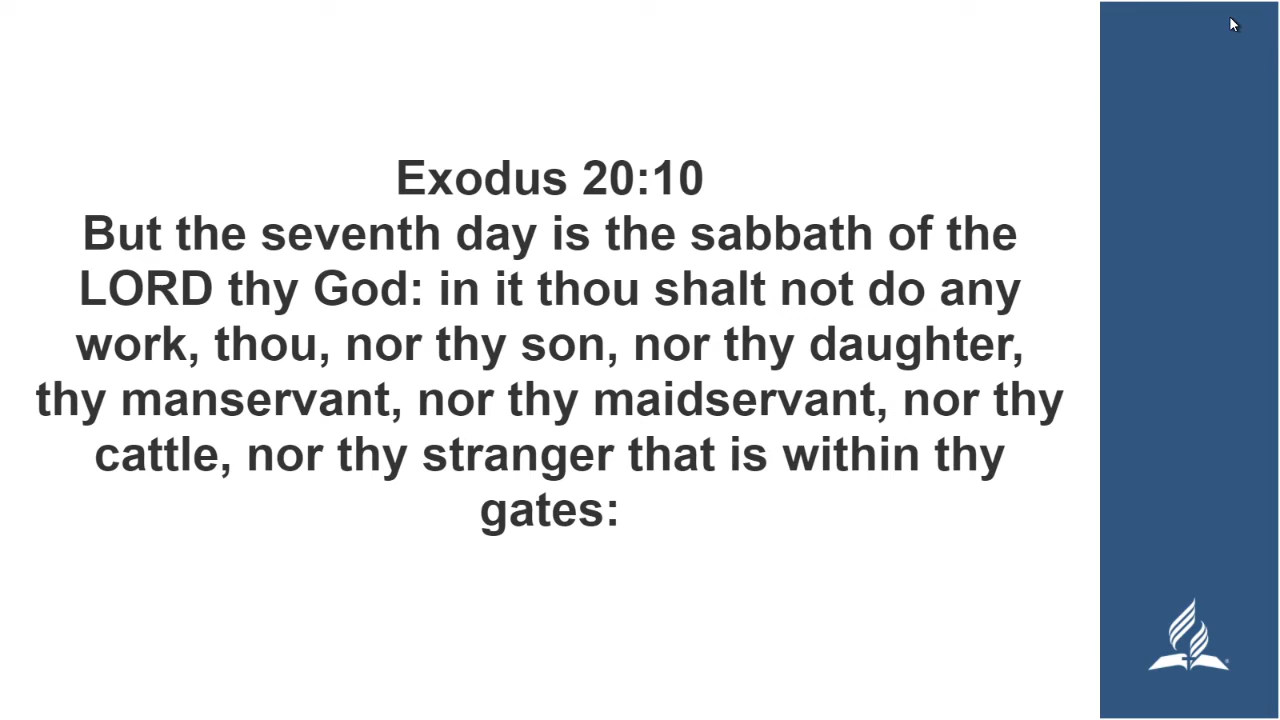 Exodus 20:10
But the seventh day is the sabbath of the
LORD thy God: in it thou shalt not do any
work, thou, nor thy son, nor thy daughter,
thy manservant, nor thy maidservant, nor thy
cattle, nor thy stranger that is within thy
gates: